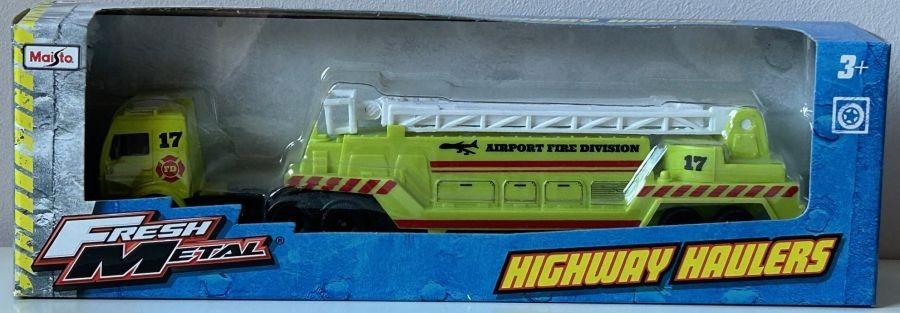 Maisto
3+
17
FD
AIRPORT FIRE DIVISION
17
FRESH
METAL®
HIGHWAY HAULERS